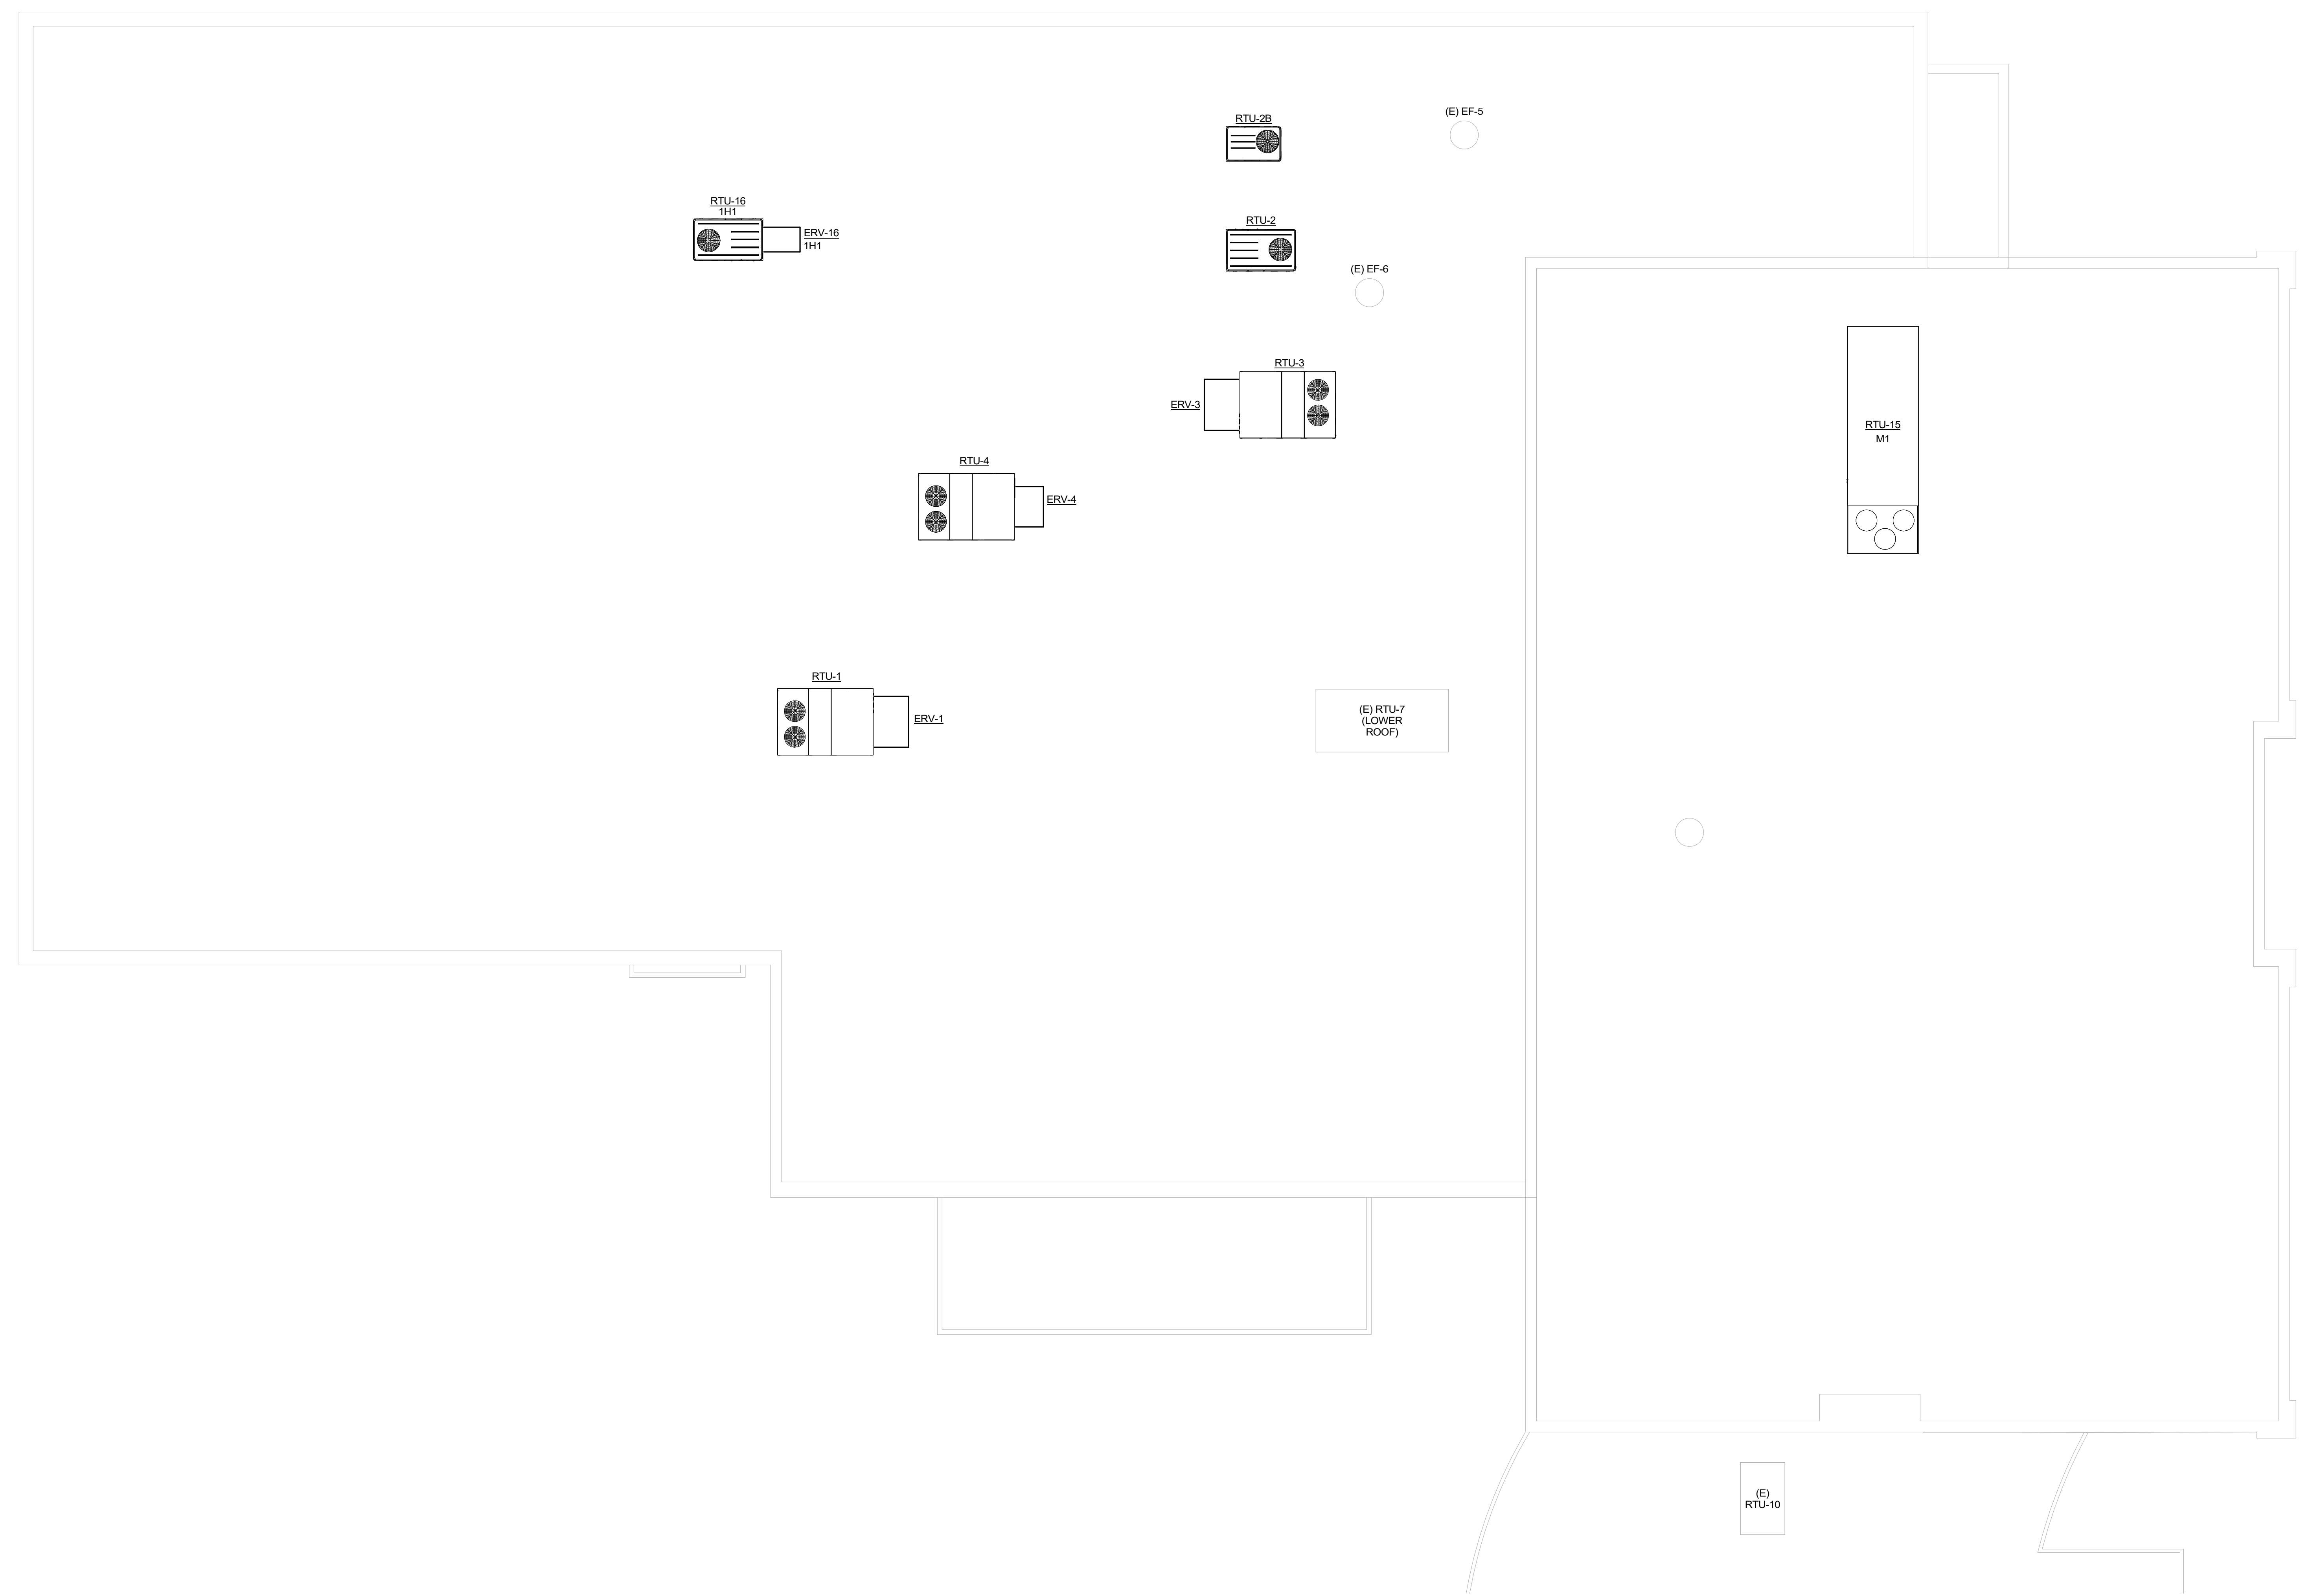 (E) EF-5
RTU-2B
RTU-16
1H1
ERV-16
1H1
RTU-2
(E) EF-6
RTU-3
ERV-3
RTU-15
M1
RTU-4
ERV-4
RTU-1
ERV-1
(E) RTU-7
(LOWER
ROOF)
(E)
RTU-10